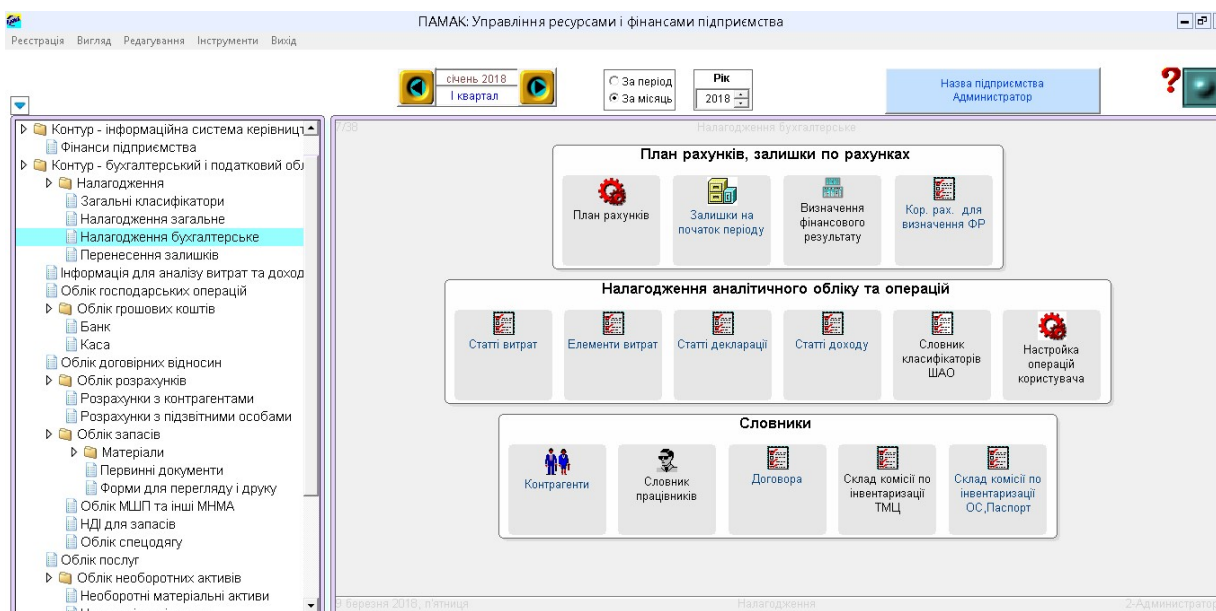 ПАМАК: Управління ресурсами і фінансами підприємства
Реєстрація Вигляд Редагування Інструменти Вихід
січень 2018
І квартал
За період
За місяць
Рік
2018
Назва підприємства
Администратор
?
Контур - інформаційна система керівницт
Фінанси підприємства
Контур - бухгалтерський і податковий обл
Налагодження
Загальні класифікатори
Налагодження загальне
Налагодження бухгалтерське
Перенесення залишків
Інформація для аналізу витрат та доход
Облік господарських операцій
Облік грошових коштів
Банк
Каса
Облік договірних відносин
Облік розрахунків
Розрахунки з контрагентами
Розрахунки з підзвітними особами
Облік запасів
Матеріали
Первинні документи
Форми для перегляду і друку
Облік МШП та інші МНМА
НДІ для запасів
Облік спецодягу
Облік послуг
Облік необоротних активів
Необоротні матеріальні активи
7/38
Налагодження бухгалтерське
План рахунків, залишки по рахунках
План рахунків
Залишки на
початок періоду
Визначення
фінансового
результату
Кор. рах. для
визначення ФР
Налагодження аналітичного обліку та операцій
Статті витрат
Елементи витрат
Статті декларації
Статті доходу
Словник
класифікаторів
ШАО
Настройка
операцій
користувача
Словники
Контрагенти
Словник
працівників
Договора
Склад комісії по
інвентаризації
ТМЦ
Склад комісії по
інвентаризації
ОС,Паспорт
9 березня 2018, п'ятниця
Налагодження
2-Администратор